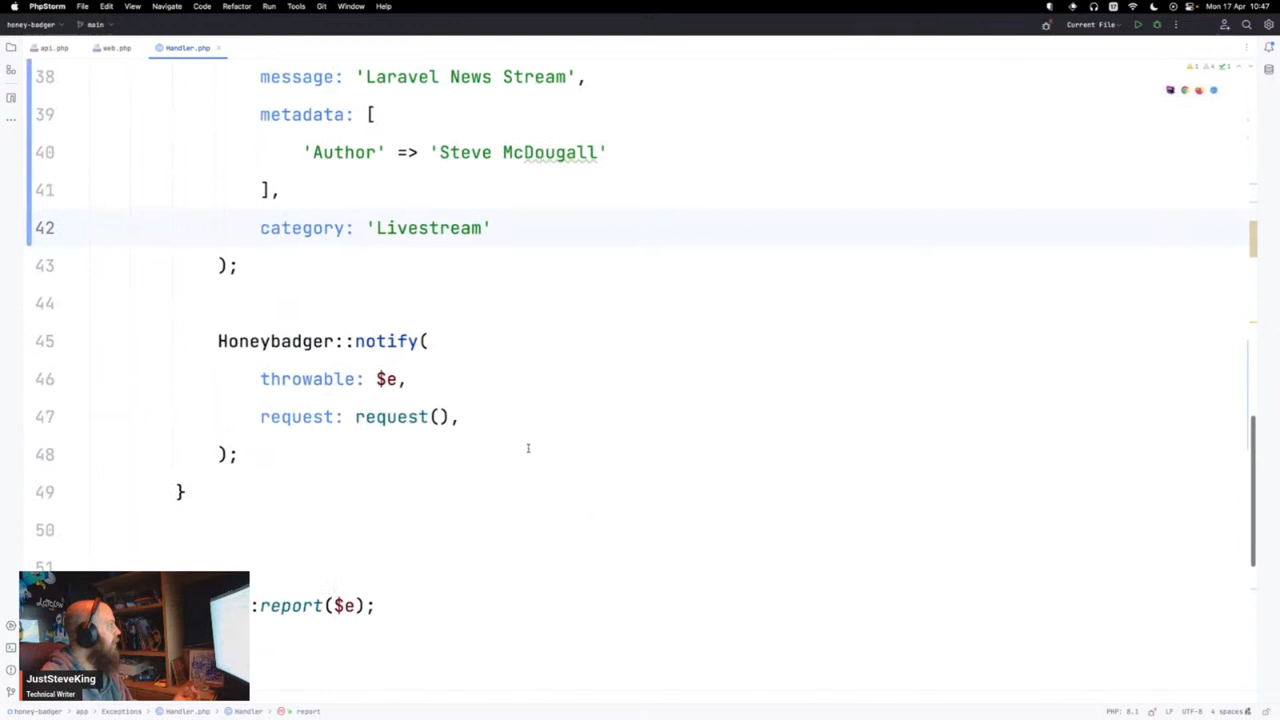 PhpStorm File Edit View Navigate Code Refactor Run Tools Git Window Help Mon 17 Apr 10:47
honey-badger main Current File
api.php web.php Handler.php
38 message: 'Laravel News Stream',
39 metadata: [
40 'Author' => 'Steve McDougall'
41 ],
42 category: 'Livestream'
43 );
44
45 Honeybadger::notify(
46 throwable: $e,
47 request: request(),
48 );
49 }
50
51
:report($e);
JustSteveKing
Technical Writer
honey-badger app Exceptions Handler.php Handler report PHP: 8.1 LF UTF-8 4 spaces